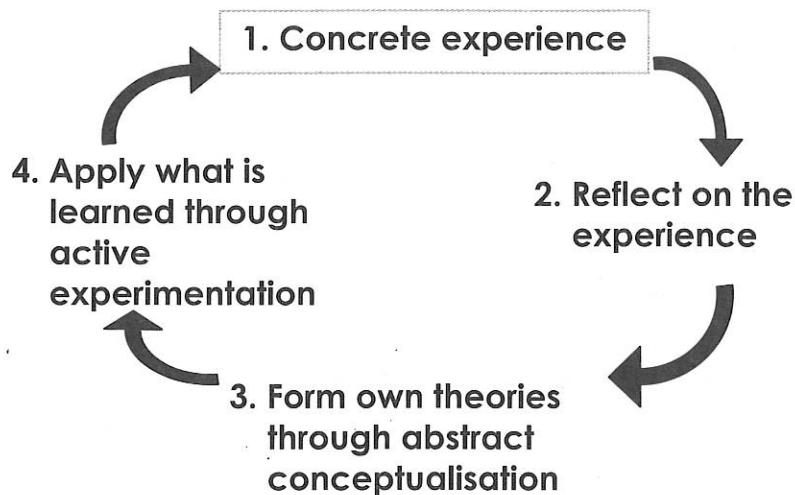 1. Concrete experience
2. Reflect on the
experience
3. Form own theories
through abstract
conceptualisation
4. Apply what is
learned through
active
experimentation